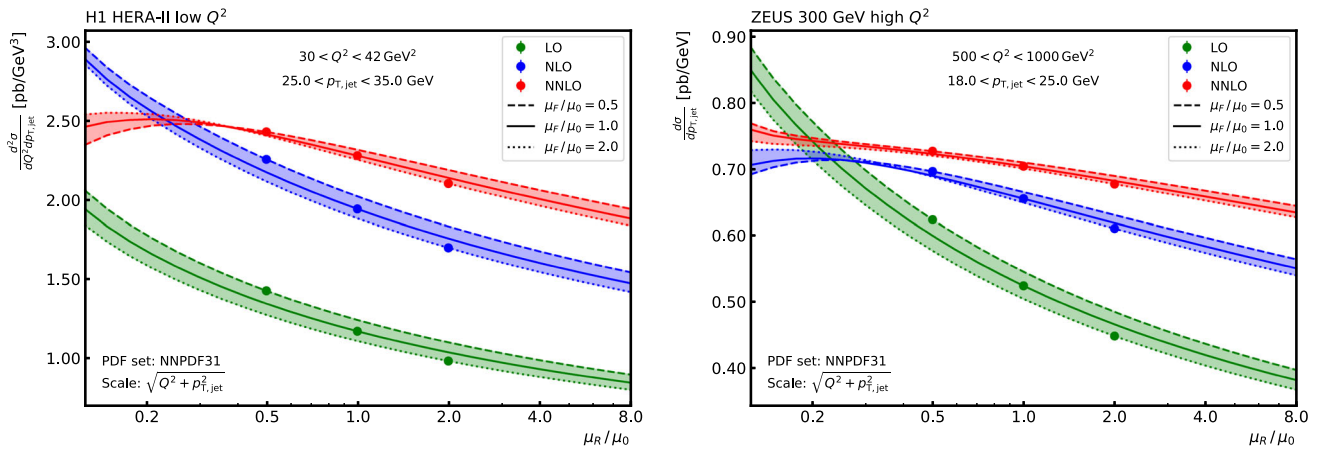 H1 HERA-II low Q²
d²σ/dQ²dp_T,jet [pb/GeV³]
3.00
2.50
2.00
1.50
1.00
30 < Q² < 42 GeV²
25.0 < p_T,jet < 35.0 GeV
LO
NLO
NNLO
μ_F/μ_0 = 0.5
μ_F/μ_0 = 1.0
μ_F/μ_0 = 2.0
PDF set: NNPDF31
Scale: √(Q² + p²_T,jet)
0.2 0.5 1.0 2.0 4.0 8.0
μ_R/μ_0
ZEUS 300 GeV high Q²
dσ/dp_T,jet [pb/GeV]
0.90
0.80
0.70
0.60
0.50
0.40
500 < Q² < 1000 GeV²
18.0 < p_T,jet < 25.0 GeV
LO
NLO
NNLO
μ_F/μ_0 = 0.5
μ_F/μ_0 = 1.0
μ_F/μ_0 = 2.0
PDF set: NNPDF31
Scale: √(Q² + p²_T,jet)
0.2 0.5 1.0 2.0 4.0 8.0
μ_R/μ_0